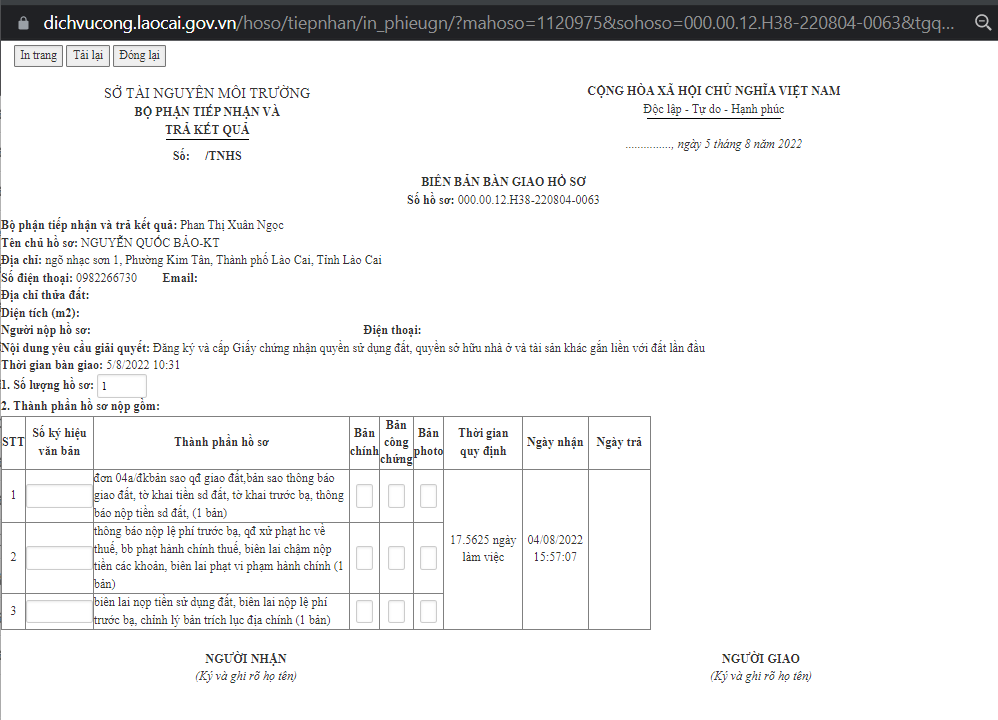 dichvucong.laocai.gov.vn/hoso/tiepnhan/in_phieugn/?mahoso=1120975&sohoso=000.00.12.H38-220804-0063&tgq...
In trang Tải lại Đóng lại
SỞ TÀI NGUYÊN MÔI TRƯỜNG
BỘ PHẬN TIẾP NHẬN VÀ
TRẢ KẾT QUẢ
Số: /TNHS
CỘNG HÒA XÃ HỘI CHỦ NGHĨA VIỆT NAM
Độc lập - Tự do - Hạnh phúc
................, ngày 5 tháng 8 năm 2022
BIÊN BẢN BÀN GIAO HỒ SƠ
Số hồ sơ: 000.00.12.H38-220804-0063
Bộ phận tiếp nhận và trả kết quả: Phan Thị Xuân Ngọc
Tên chủ hồ sơ: NGUYỄN QUỐC BẢO-KT
Địa chỉ: ngõ nhạc sơn 1, Phường Kim Tân, Thành phố Lào Cai, Tỉnh Lào Cai
Số điện thoại: 0982266730 Email:
Địa chỉ thửa đất:
Diện tích (m2):
Người nộp hồ sơ: Điện thoại:
Nội dung yêu cầu giải quyết: Đăng ký và cấp Giấy chứng nhận quyền sử dụng đất, quyền sở hữu nhà ở và tài sản khác gắn liền với đất lần đầu
Thời gian bàn giao: 5/8/2022 10:31
1. Số lượng hồ sơ: 1
2. Thành phần hồ sơ nộp gồm:
STT
Số ký hiệu
văn bản
Thành phần hồ sơ
Bản
chính
Bản
công
chứng
Bản
photo
Thời gian
quy định
Ngày nhận
Ngày trả
1
đơn 04a/đkbản sao qđ giao đất,bản sao thông báo
giao đất, tờ khai tiền sd đất, tờ khai trước bạ, thông
báo nộp tiền sd đất, (1 bản)
2
thông báo nộp lệ phí trước bạ, qđ xử phạt hc về
thuế, bb phạt hành chính thuế, biên lai chậm nộp
tiền các khoản, biên lai phạt vi phạm hành chính (1
bản)
3
biên lai nọp tiền sử dụng đất, biên lai nộp lệ phí
trước bạ, chỉnh lý bản trích lục địa chính (1 bản)
17.5625 ngày
làm việc
04/08/2022
15:57:07
NGƯỜI NHẬN
(Ký và ghi rõ họ tên)
NGƯỜI GIAO
(Ký và ghi rõ họ tên)